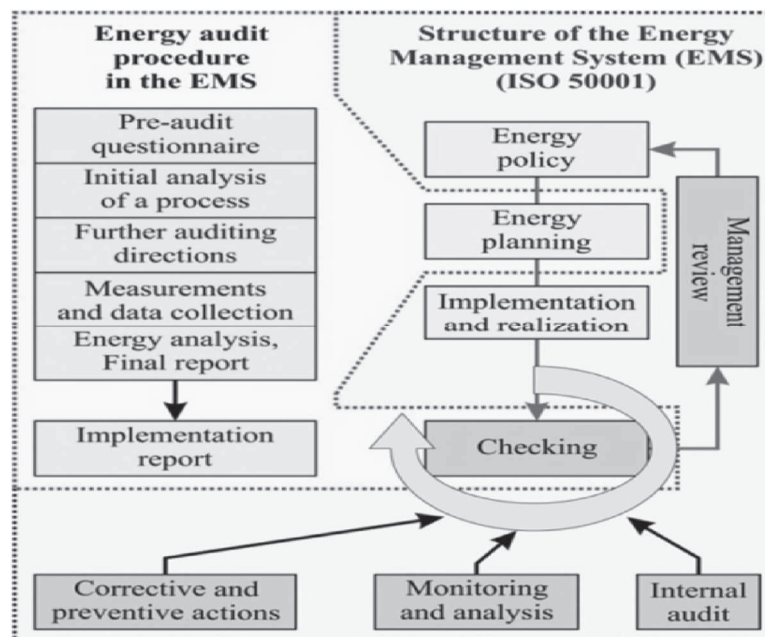 Energy audit
procedure
in the EMS
Pre-audit
questionnaire
Initial analysis
of a process
Further auditing
directions
Measurements
and data collection
Energy analysis,
Final report
Implementation
report
Structure of the Energy
Management System (EMS)
(ISO 50001)
Energy
policy
Energy
planning
Implementation
and realization
Checking
Management
review
Corrective and
preventive actions
Monitoring
and analysis
Internal
audit